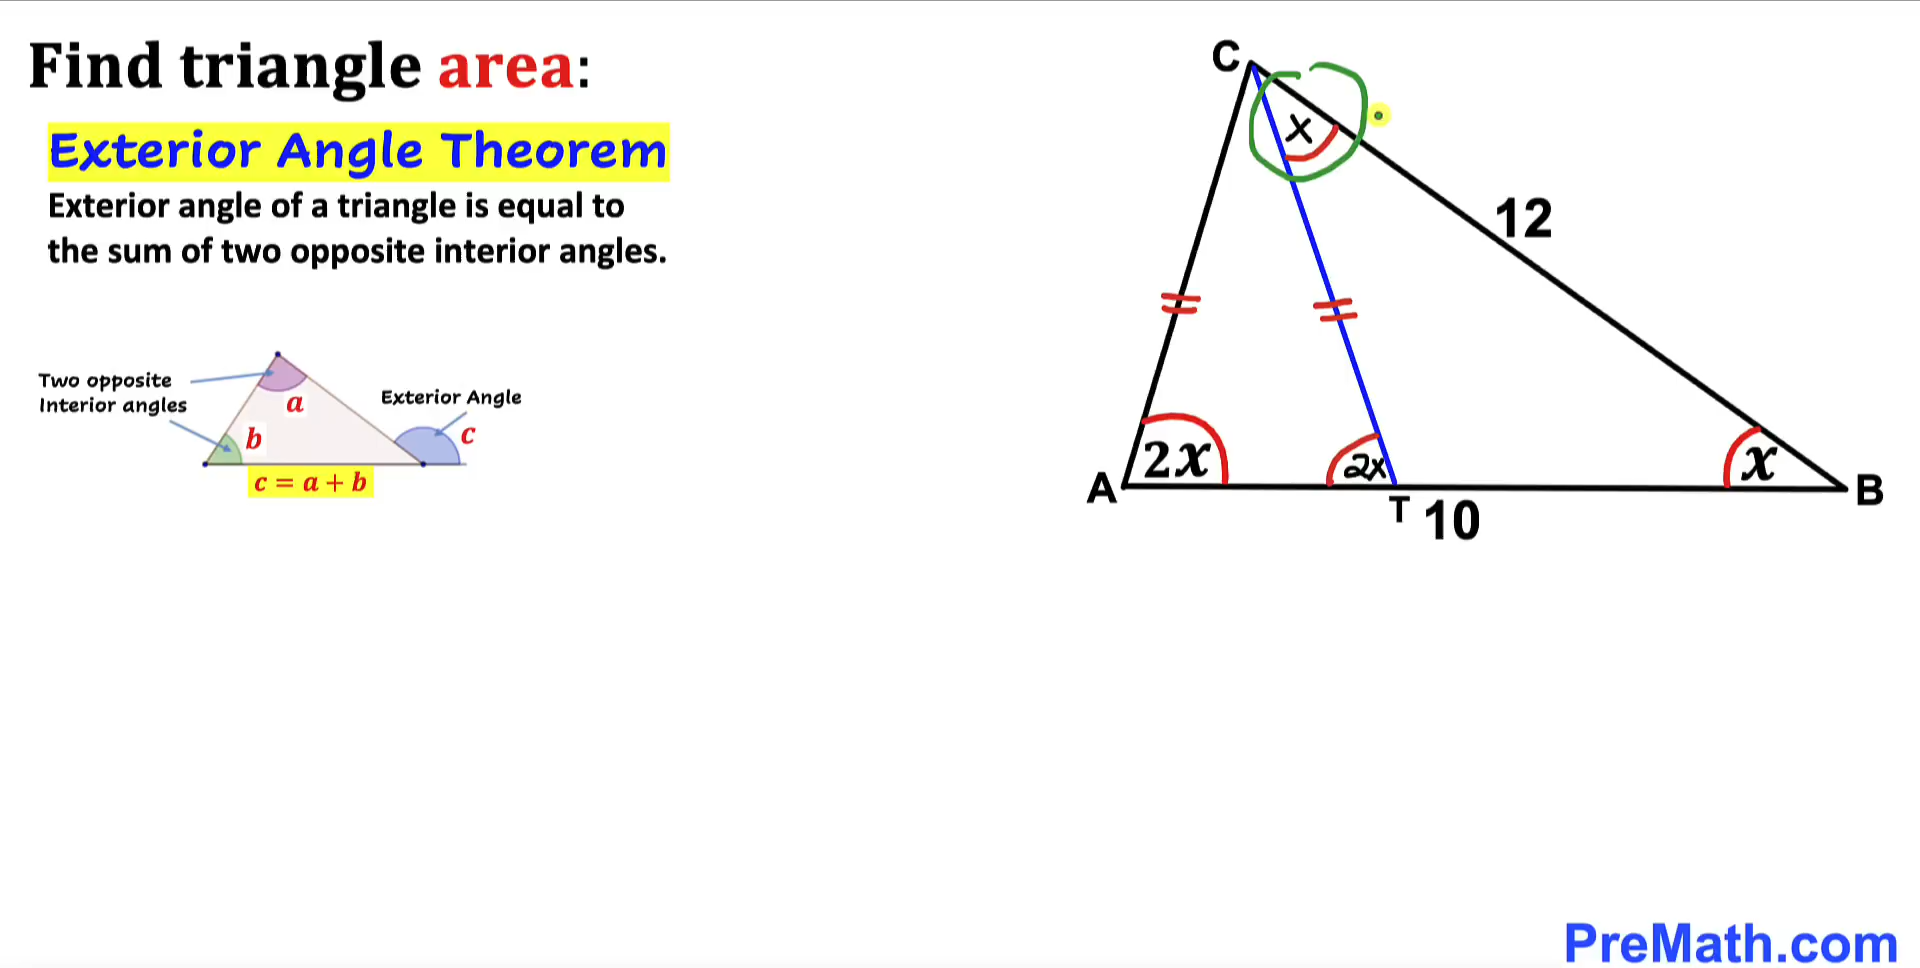 Find triangle area:
Exterior Angle Theorem
Exterior angle of a triangle is equal to
the sum of two opposite interior angles.
Two opposite
Interior angles
a
b
Exterior Angle
c
c = a + b
C
x
12
A
2x
2x
T
10
x
B
PreMath.com